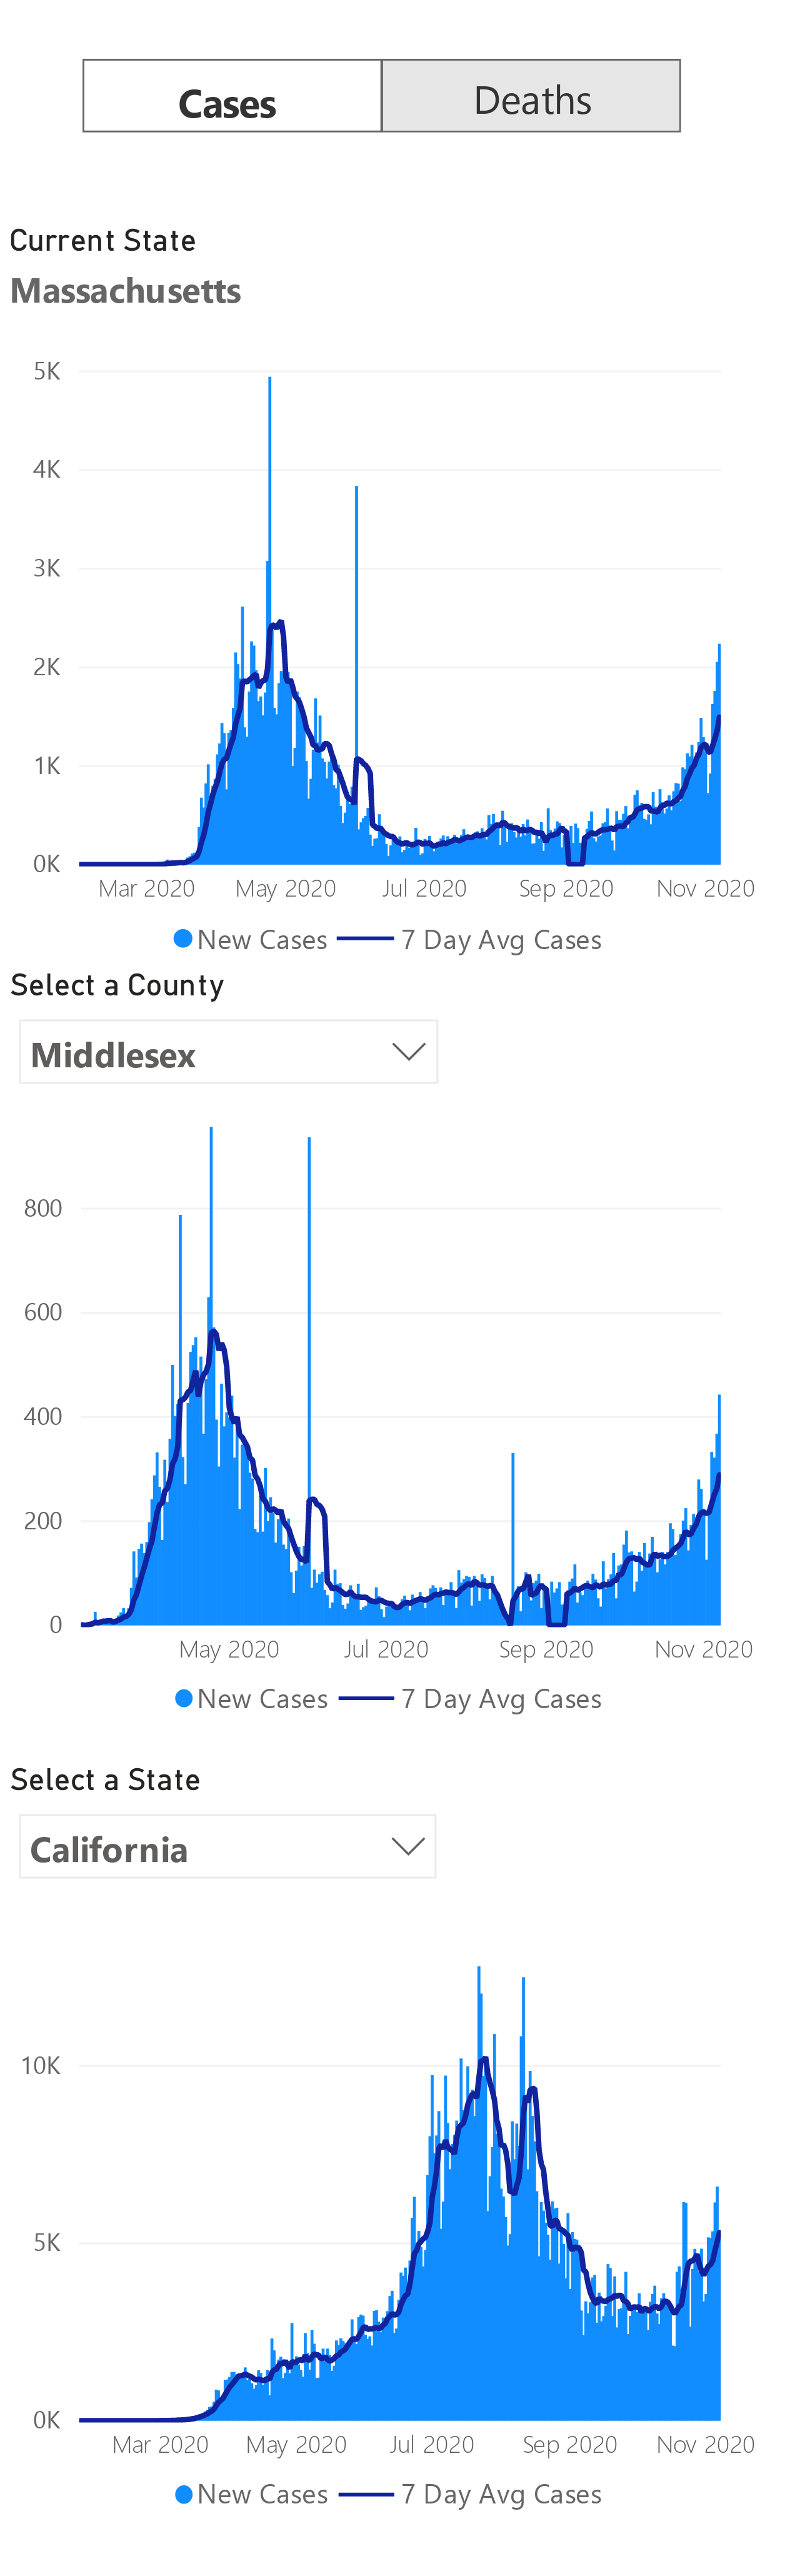 Cases Deaths
Current State
Massachusetts
5K
4K
3K
2K
1K
0K
Mar 2020 May 2020 Jul 2020 Sep 2020 Nov 2020
New Cases 7 Day Avg Cases
Select a County
Middlesex
800
600
400
200
0
May 2020 Jul 2020 Sep 2020 Nov 2020
New Cases 7 Day Avg Cases
Select a State
California
10K
5K
0K
Mar 2020 May 2020 Jul 2020 Sep 2020 Nov 2020
New Cases 7 Day Avg Cases